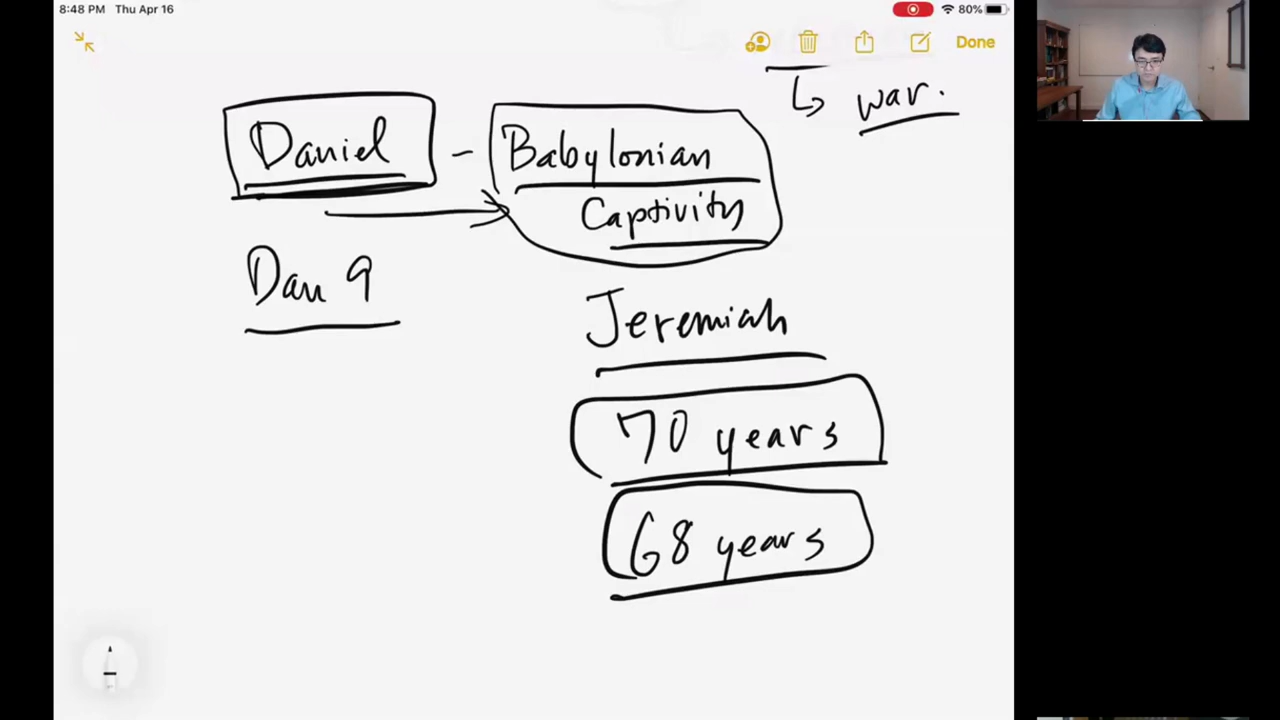 8:48 PM Thu Apr 16
80%
Done
war.
Daniel - Babylonian
Captivity
Dan 9
Jeremiah
70 years
68 years